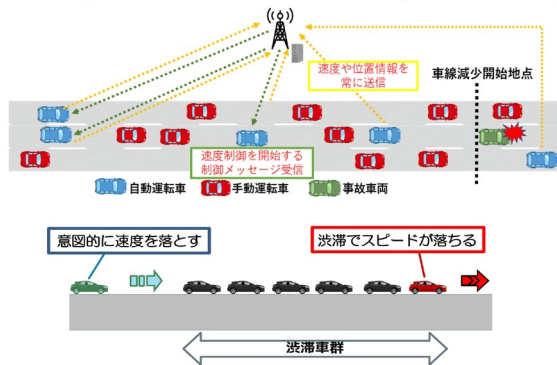 速度や位置情報を
常に送信
車線減少開始地点
速度制御を開始する
制御メッセージ受信
自動運転車
手動運転車
事故車両
意図的に速度を落とす
渋滞でスピードが落ちる
渋滞車群